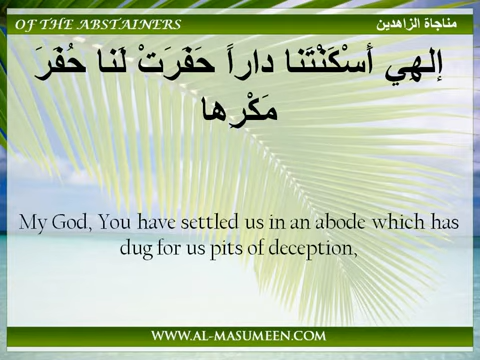 OF THE ABSTAINERS
مناجاة الزاهدين
إلهِي أَسْكَنْتَنا داراً حَفَرَتْ لَنا حُفَرَ
مَكْرِها
My God, You have settled us in an abode which has
dug for us pits of deception,
WWW.AL-MASUMEEN.COM